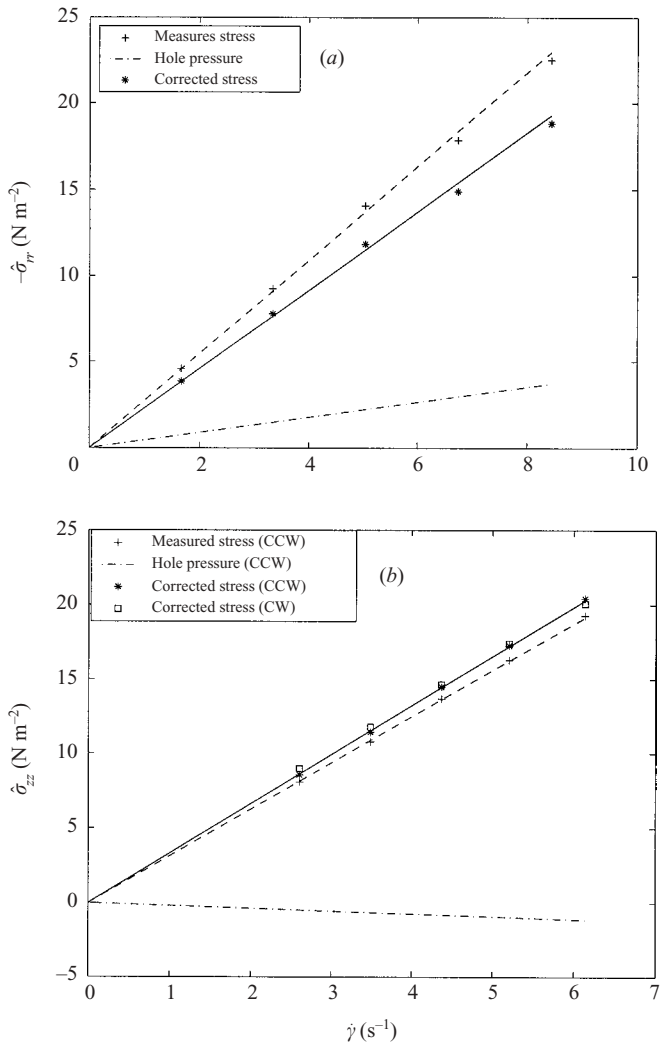 25
Measures stress
Hole pressure
Corrected stress
(a)
20
15
–σ̂rr (N m–2)
10
5
0
2
4
6
8
10
25
Measured stress (CCW)
Hole pressure (CCW)
Corrected stress (CCW)
Corrected stress (CW)
(b)
20
15
10
σ̂zz (N m–2)
5
0
–5
0
1
2
3
4
5
6
7
γ̇ (s–1)